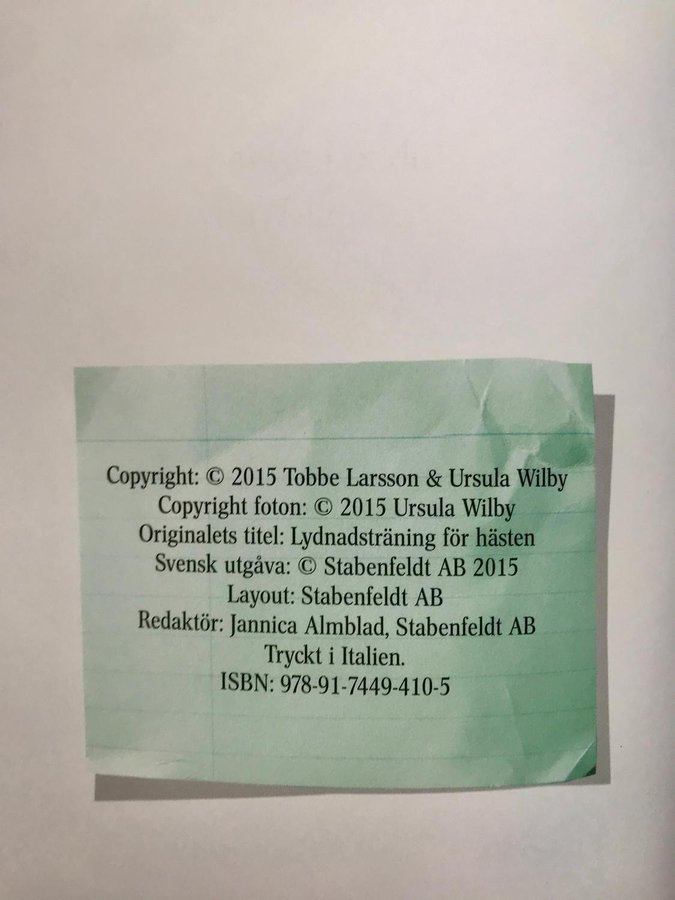 Copyright: © 2015 Tobbe Larsson & Ursula Wilby
Copyright foton: © 2015 Ursula Wilby
Originalets titel: Lydnadsträning för hästen
Svensk utgåva: © Stabenfeldt AB 2015
Layout: Stabenfeldt AB
Redaktör: Jannica Almblad, Stabenfeldt AB
Tryckt i Italien.
ISBN: 978-91-7449-410-5